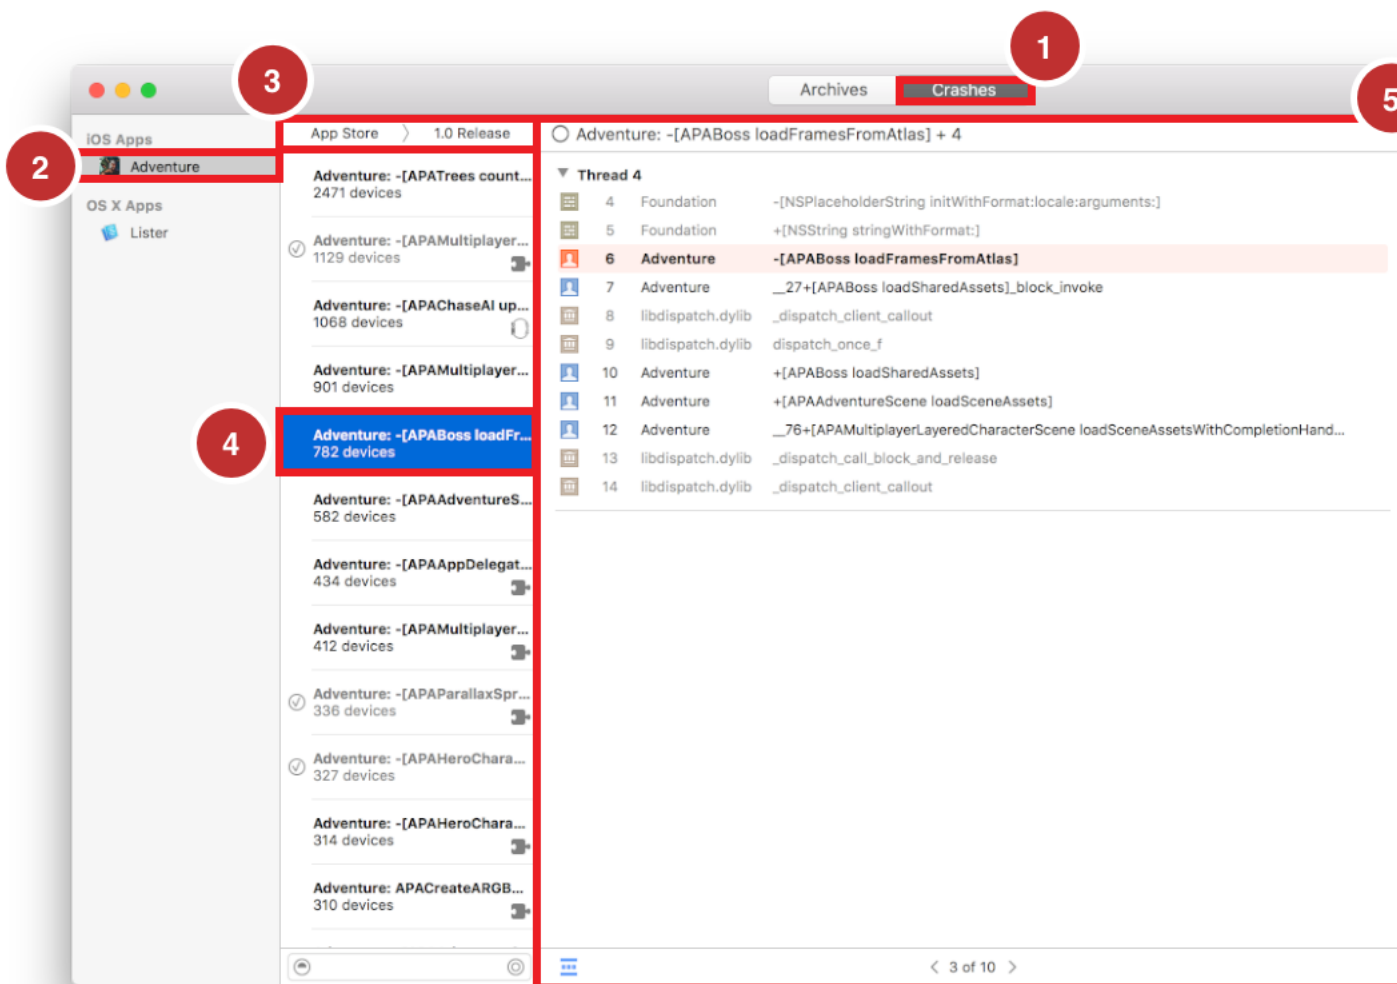 1
3
5
Archives
Crashes
iOS Apps
App Store
1.0 Release
Adventure: -[APABoss loadFramesFromAtlas] + 4
2
Adventure
OS X Apps
Lister
Adventure: -[APATrees count...
2471 devices
Adventure: -[APAMultiplayer...
1129 devices
Adventure: -[APAChaseAI up...
1068 devices
Adventure: -[APAMultiplayer...
901 devices
4
Adventure: -[APABoss loadFr...
782 devices
Adventure: -[APAAdventureS...
582 devices
Adventure: -[APAAppDelegat...
434 devices
Adventure: -[APAMultiplayer...
412 devices
Adventure: -[APAParallaxSpr...
336 devices
Adventure: -[APAHeroChara...
327 devices
Adventure: -[APAHeroChara...
314 devices
Adventure: APACreateARGB...
310 devices
Thread 4
4 Foundation -[NSPlaceholderString initWithFormat:locale:arguments:]
5 Foundation +[NSString stringWithFormat:]
6 Adventure -[APABoss loadFramesFromAtlas]
7 Adventure __27+[APABoss loadSharedAssets]_block_invoke
8 libdispatch.dylib _dispatch_client_callout
9 libdispatch.dylib dispatch_once_f
10 Adventure +[APABoss loadSharedAssets]
11 Adventure +[APAAdventureScene loadSceneAssets]
12 Adventure __76+[APAMultiplayerLayeredCharacterScene loadSceneAssetsWithCompletionHand...
13 libdispatch.dylib _dispatch_call_block_and_release
14 libdispatch.dylib _dispatch_client_callout
3 of 10